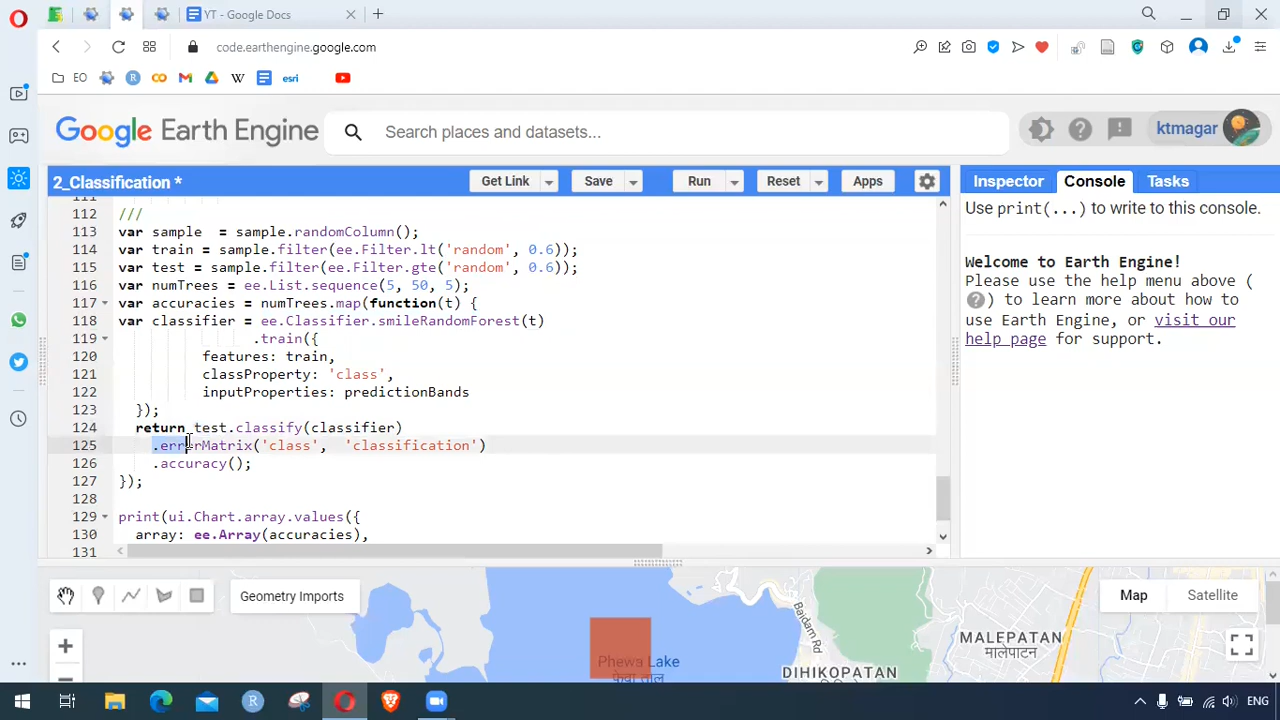 YT - Google Docs
code.earthengine.google.com
EO
esri
Google Earth Engine
Search places and datasets...
ktmagar
2_Classification *
Get Link
Save
Run
Reset
Apps
Inspector
Console
Tasks
Use print(...) to write to this console.
Welcome to Earth Engine!
Please use the help menu above (
?) to learn more about how to
use Earth Engine, or visit our
help page for support.
112 ///
113 var sample  = sample.randomColumn();
114 var train = sample.filter(ee.Filter.lt('random', 0.6));
115 var test = sample.filter(ee.Filter.gte('random', 0.6));
116 var numTrees = ee.List.sequence(5, 50, 5);
117 var accuracies = numTrees.map(function(t) {
118 var classifier = ee.Classifier.smileRandomForest(t)
119 .train({
120 features: train,
121 classProperty: 'class',
122 inputProperties: predictionBands
123 });
124 return test.classify(classifier)
125 .errorMatrix('class',  'classification')
126 .accuracy();
127 });
128
129 print(ui.Chart.array.values({
130 array: ee.Array(accuracies),
131
Geometry Imports
Map
Satellite
Baidam Rd
Phewa Lake
फेवा ताल
DIHIKOPATAN
MALEPATAN
मालेपाटन
ENG